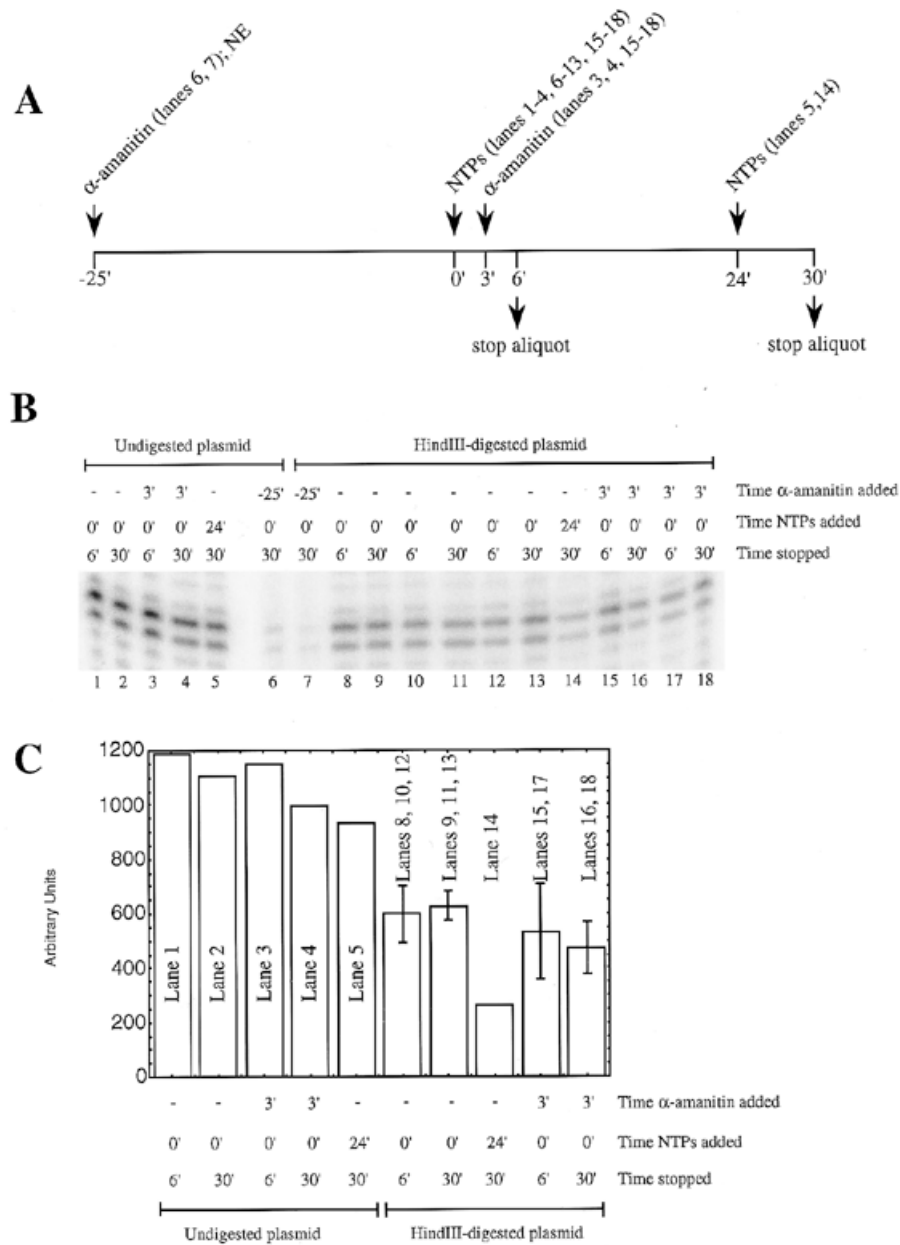 A
α-amanitin (lanes 6, 7); NE
NTPs (lanes 1-4, 6-13, 15-18)
α-amanitin (lanes 3, 4, 15-18)
NTPs (lanes 5,14)
-25' 0' 3' 6' 24' 30'
stop aliquot stop aliquot
B
Undigested plasmid HindIII-digested plasmid
- - 3' 3' - -25' -25' - - - - - - - 3' 3' 3' 3' Time α-amanitin added
0' 0' 0' 0' 24' 0' 0' 0' 0' 0' 0' 0' 0' 24' 0' 0' 0' 0' Time NTPs added
6' 30' 6' 30' 30' 30' 30' 6' 30' 6' 30' 6' 30' 30' 6' 30' 6' 30' Time stopped
1 2 3 4 5 6 7 8 9 10 11 12 13 14 15 16 17 18
C
Arbitrary Units
1200
1000
800
600
400
200
0
Lane 1
Lane 2
Lane 3
Lane 4
Lane 5
Lanes 8, 10, 12
Lanes 9, 11, 13
Lane 14
Lanes 15, 17
Lanes 16, 18
- - 3' 3' - - - - 3' 3' Time α-amanitin added
0' 0' 0' 0' 24' 0' 0' 24' 0' 0' Time NTPs added
6' 30' 6' 30' 30' 6' 30' 30' 6' 30' Time stopped
Undigested plasmid HindIII-digested plasmid